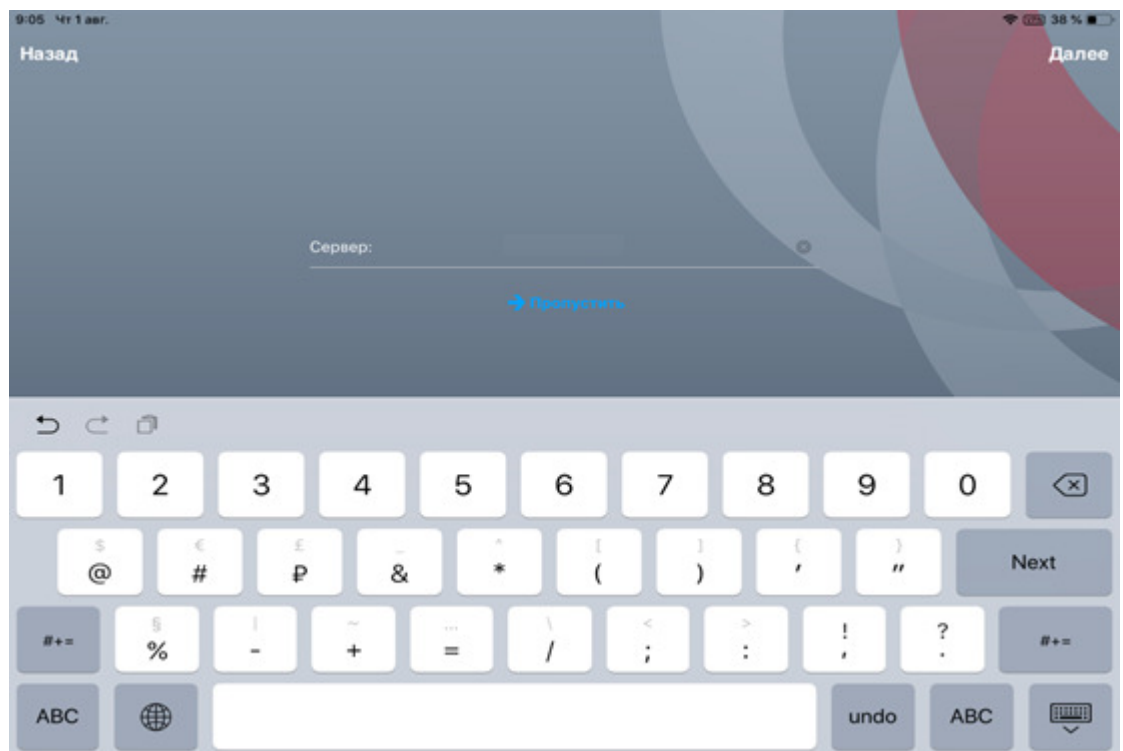 9:05 Чт 1 авг. VPN 38 %
Назад Далее
Сервер:
Пропустить
1 2 3 4 5 6 7 8 9 0
$ € £ _ ^ [ ] { }
@ # ₽ & * ( ) ' " Next
§ | ~ … \ < > ! ?
#+= % - + = / ; : , . #+=
ABC undo ABC